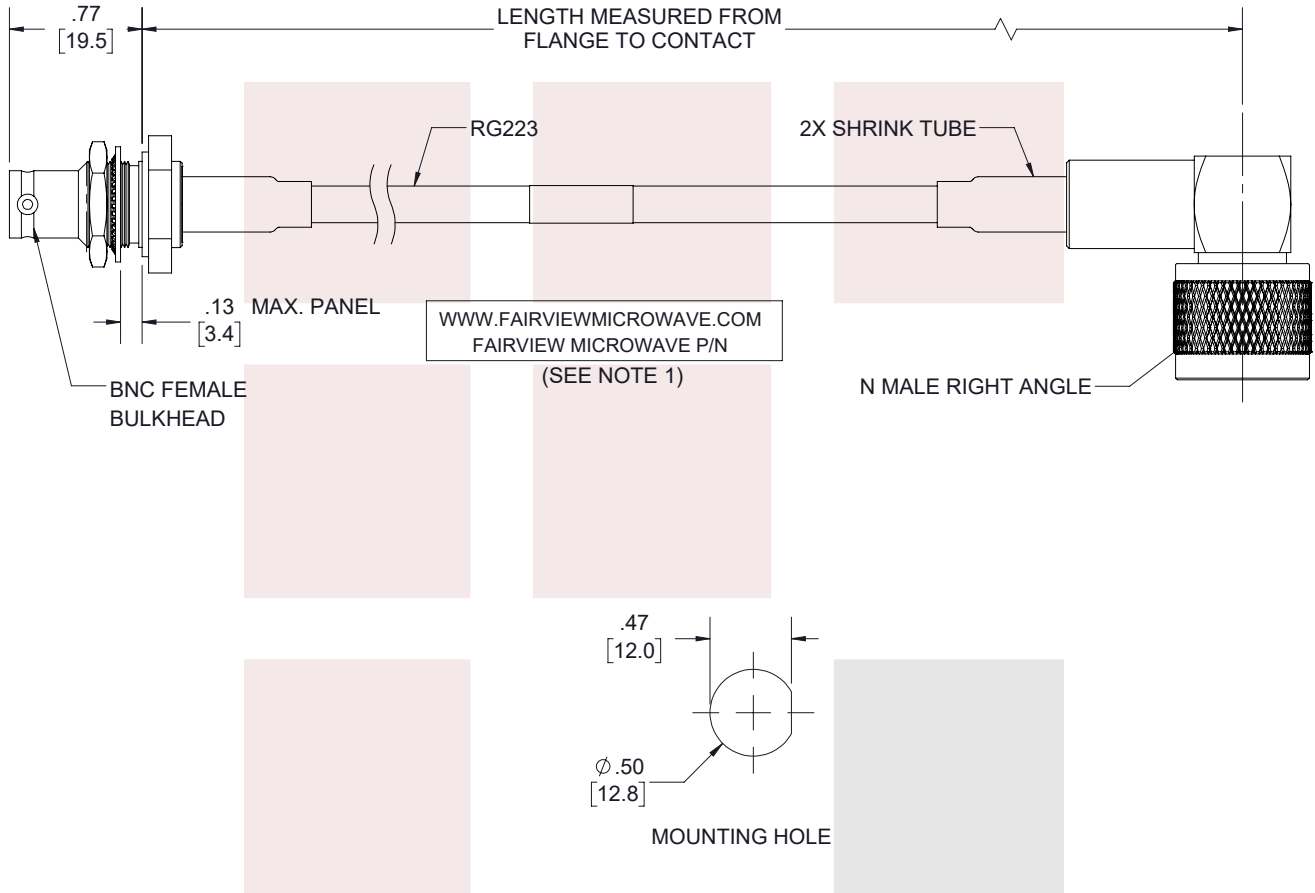 .77
[19.5]
LENGTH MEASURED FROM
FLANGE TO CONTACT
RG223
2X SHRINK TUBE
.13 MAX. PANEL
[3.4]
WWW.FAIRVIEWMICROWAVE.COM
FAIRVIEW MICROWAVE P/N
(SEE NOTE 1)
BNC FEMALE
BULKHEAD
N MALE RIGHT ANGLE
.47
[12.0]
∅.50
[12.8]
MOUNTING HOLE